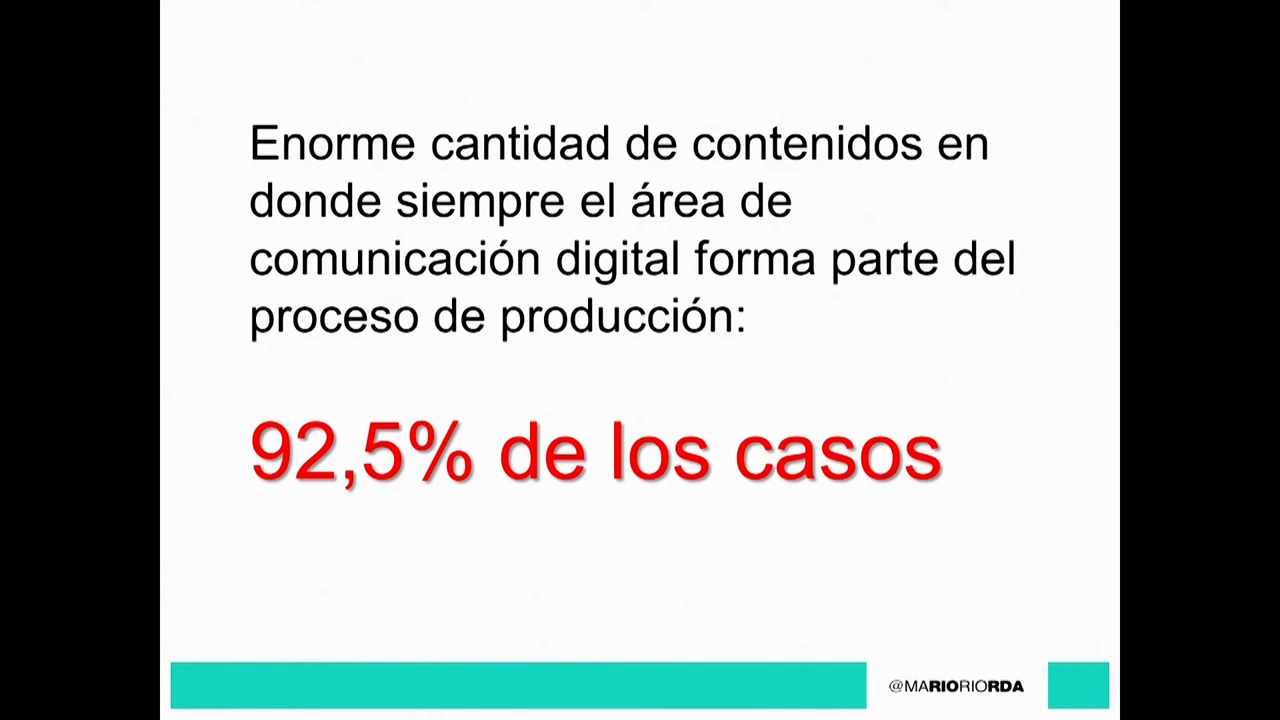 Enorme cantidad de contenidos en
donde siempre el área de
comunicación digital forma parte del
proceso de producción:
92,5% de los casos
@MARIORIORDA